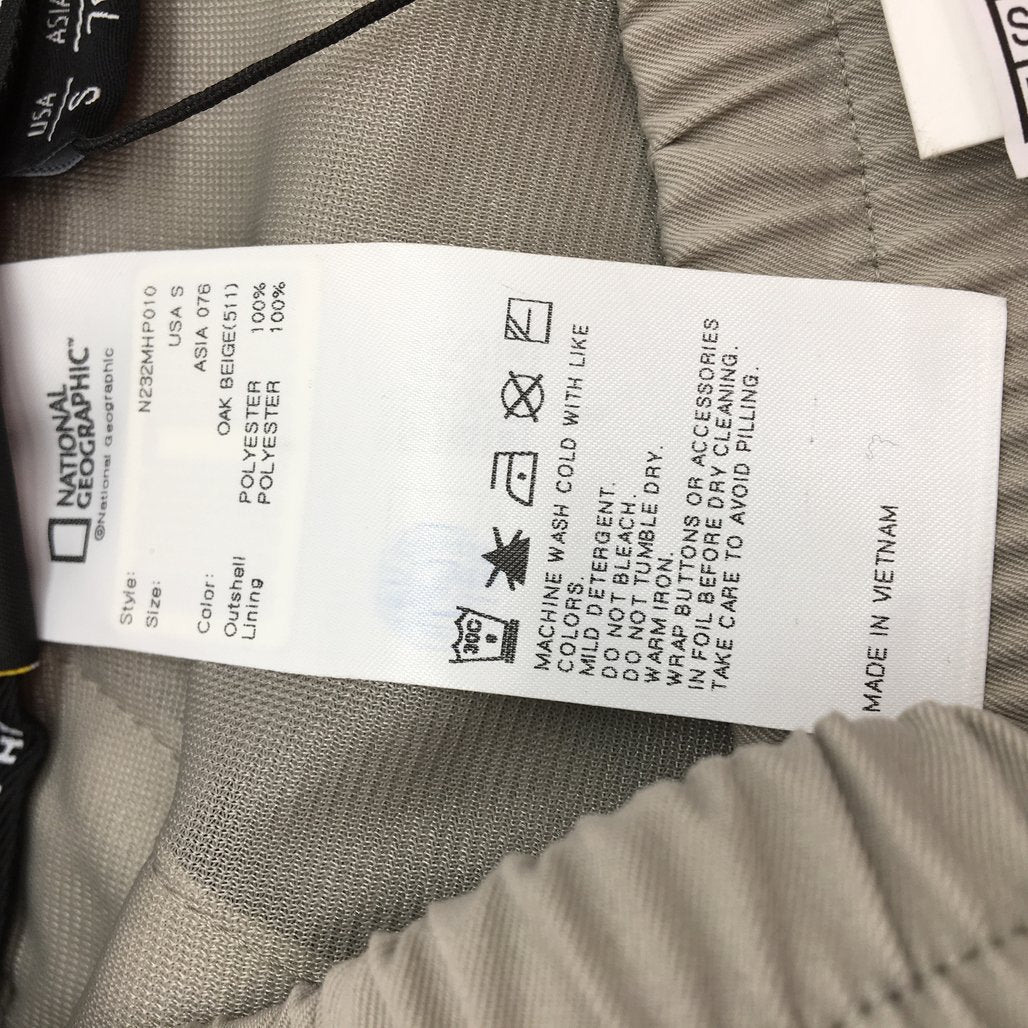 USA
S
ASIA
NATIONAL
GEOGRAPHIC™
©National Geographic
Style: N232MHP010
Size: USA S
ASIA 076
Color: OAK BEIGE(511)
Outshell POLYESTER 100%
Lining POLYESTER 100%
30C
MACHINE WASH COLD WITH LIKE
COLORS.
MILD DETERGENT.
DO NOT BLEACH.
DO NOT TUMBLE DRY.
WARM IRON.
WRAP BUTTONS OR ACCESSORIES
IN FOIL BEFORE DRY CLEANING.
TAKE CARE TO AVOID PILLING.
MADE IN VIETNAM